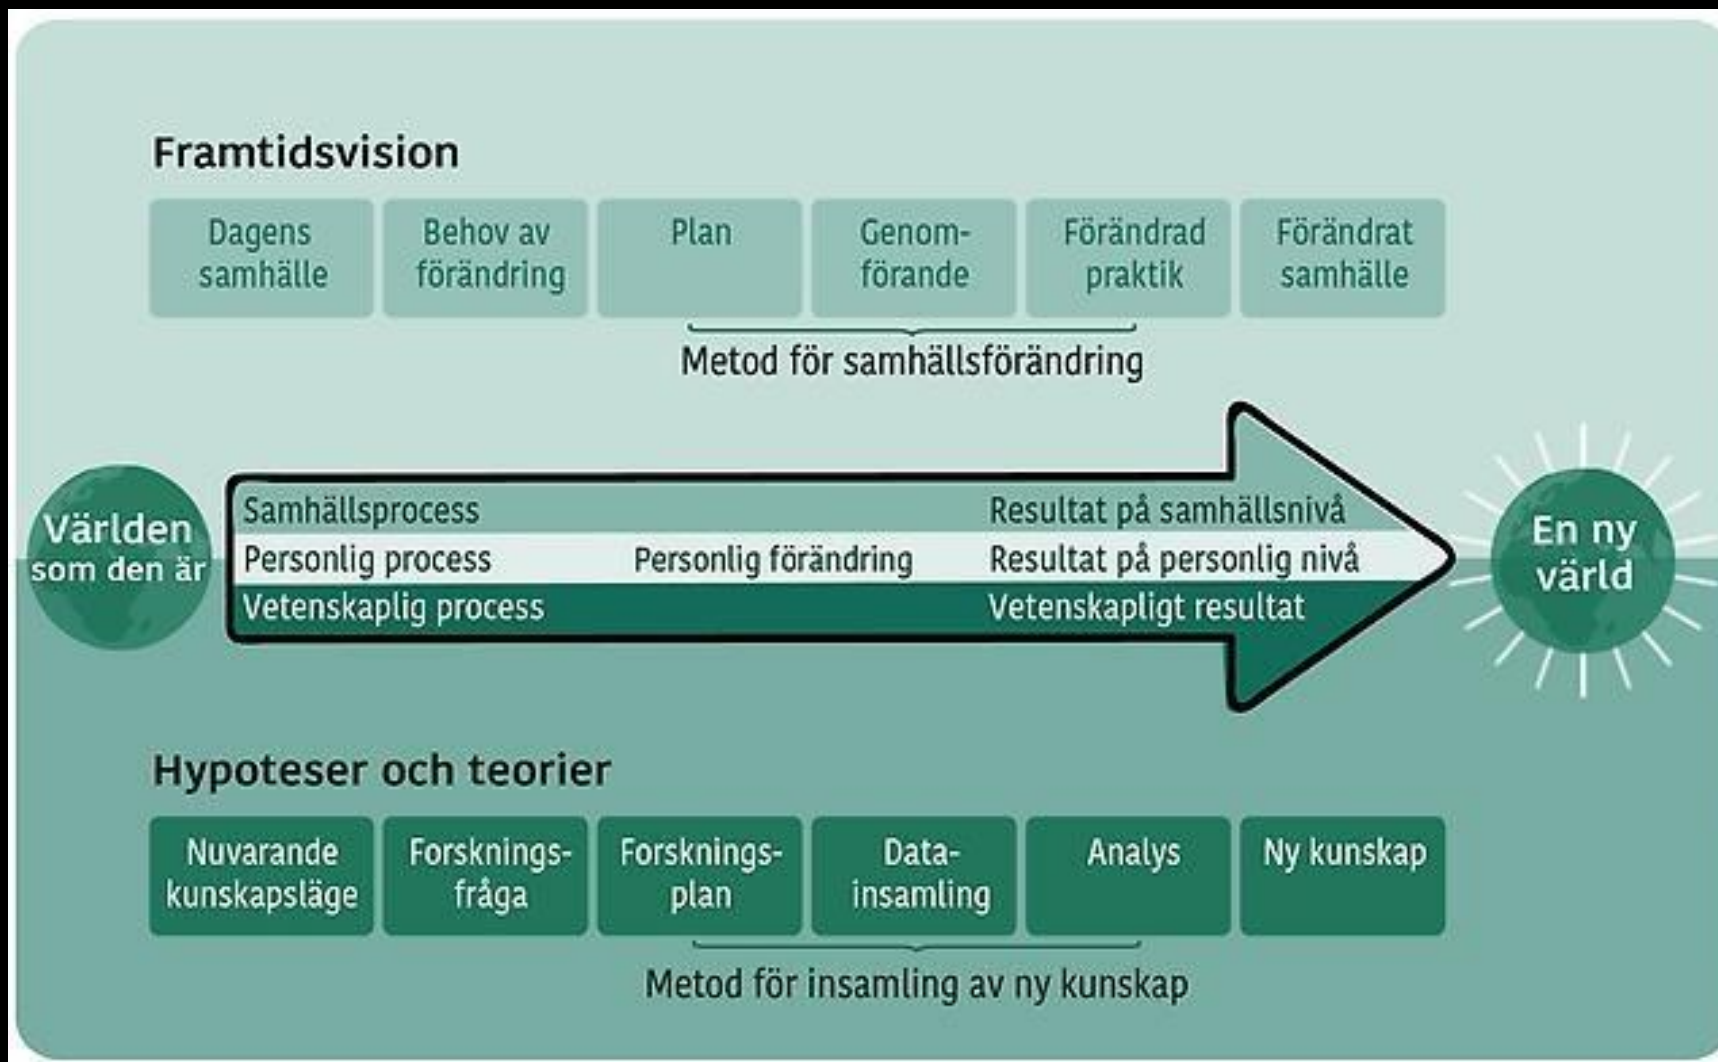 Framtidsvision
Dagens
samhälle
Behov av
förändring
Plan
Genom-
förande
Förändrad
praktik
Förändrat
samhälle
Metod för samhällsförändring
Världen
som den är
Samhällsprocess
Resultat på samhällsnivå
Personlig process
Personlig förändring
Resultat på personlig nivå
Vetenskaplig process
Vetenskapligt resultat
En ny
värld
Hypoteser och teorier
Nuvarande
kunskapsläge
Forsknings-
fråga
Forsknings-
plan
Data-
insamling
Analys
Ny kunskap
Metod för insamling av ny kunskap